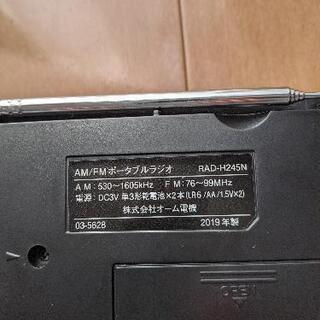 AM/FMポータブルラジオ RAD-H245N
AM:530～1605kHz FM:76～99MHz
電源:DC3V 単3形乾電池×2本(LR6/AA/1.5V×2)
株式会社オーム電機
03-5628 2019年製
OPEN